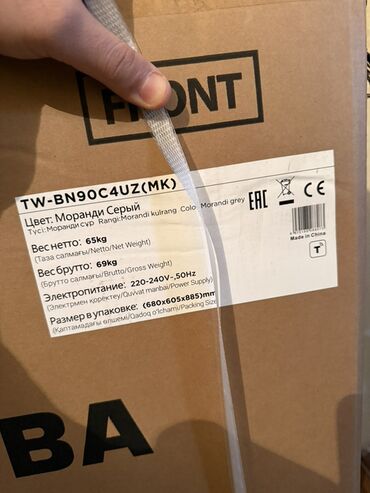 FRONT
TW-BN90C4UZ(MK)
Цвет: Моранди Серый
Түсі: Моранди сұр Rangi: Morandi kulrang Colo Morandi grey
Вес нетто: 65kg
(Таза салмағы/Netto/Net Weight)
Вес брутто: 69kg
(Брутто салмағы/Brutto/Gross Weight)
Электропитание: 220-240V~,50Hz
(Электрмен қоректеу/Quvvat manbai/Power Supply)
Размер в упаковке: (680x605x885)mm
(Қаптамадағы өлшемі/Qadoq o'lchami/Packing Size)
EAC
CE
Made in China
BA